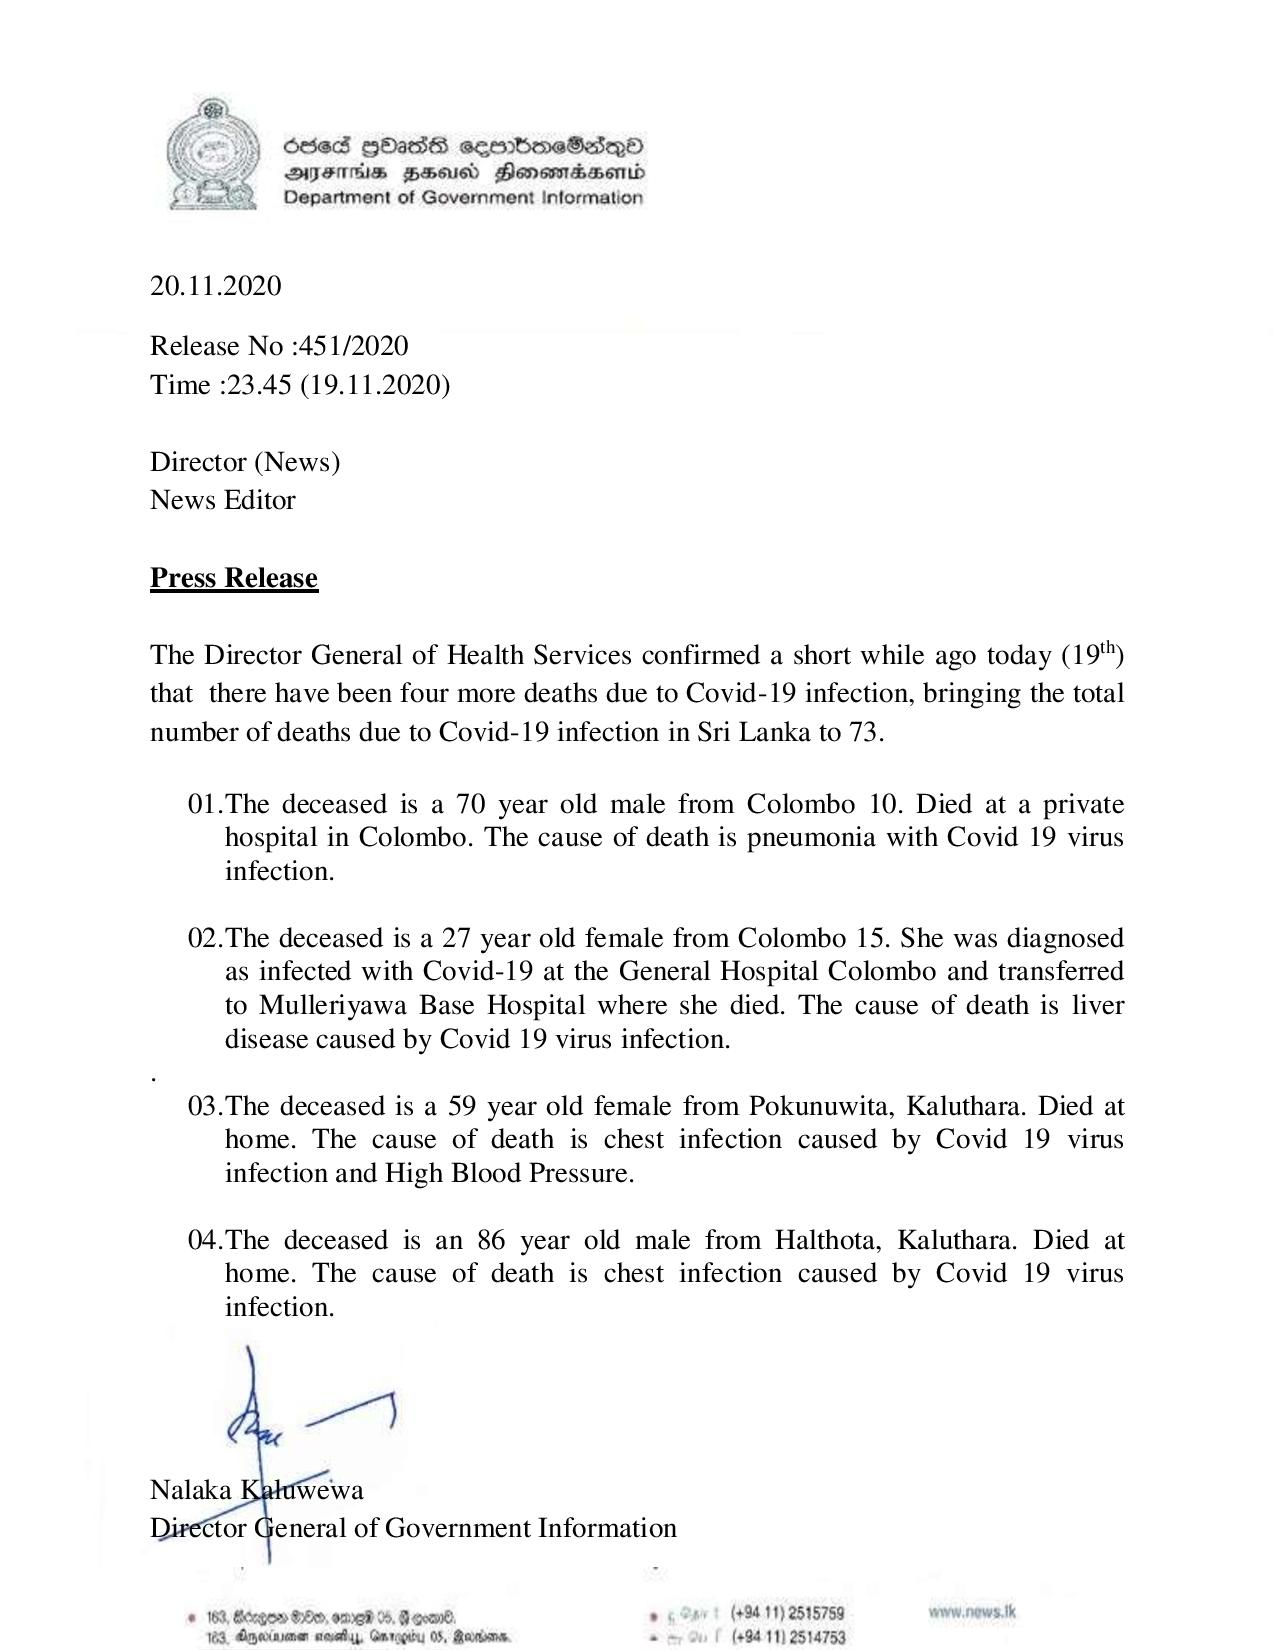 රජයේ ප්‍රවෘත්ති දෙපාර්තමේන්තුව
அரசாங்க தகவல் திணைக்களம்
Department of Government Information
20.11.2020
Release No :451/2020
Time :23.45 (19.11.2020)
Director (News)
News Editor
Press Release
The Director General of Health Services confirmed a short while ago today (19th)
that there have been four more deaths due to Covid-19 infection, bringing the total
number of deaths due to Covid-19 infection in Sri Lanka to 73.
01.The deceased is a 70 year old male from Colombo 10. Died at a private
hospital in Colombo. The cause of death is pneumonia with Covid 19 virus
infection.
02.The deceased is a 27 year old female from Colombo 15. She was diagnosed
as infected with Covid-19 at the General Hospital Colombo and transferred
to Mulleriyawa Base Hospital where she died. The cause of death is liver
disease caused by Covid 19 virus infection.
.
03.The deceased is a 59 year old female from Pokunuwita, Kaluthara. Died at
home. The cause of death is chest infection caused by Covid 19 virus
infection and High Blood Pressure.
04.The deceased is an 86 year old male from Halthota, Kaluthara. Died at
home. The cause of death is chest infection caused by Covid 19 virus
infection.
Nalaka Kaluwewa
Director General of Government Information
163, කිරුළපන මාවත, කොළඹ 05, ශ්‍රී ලංකාව.
163, கிருலப்பனை எவனியூ, கொழும்பு 05, இலங்கை.
(+94 11) 2515759
(+94 11) 2514753
www.news.lk